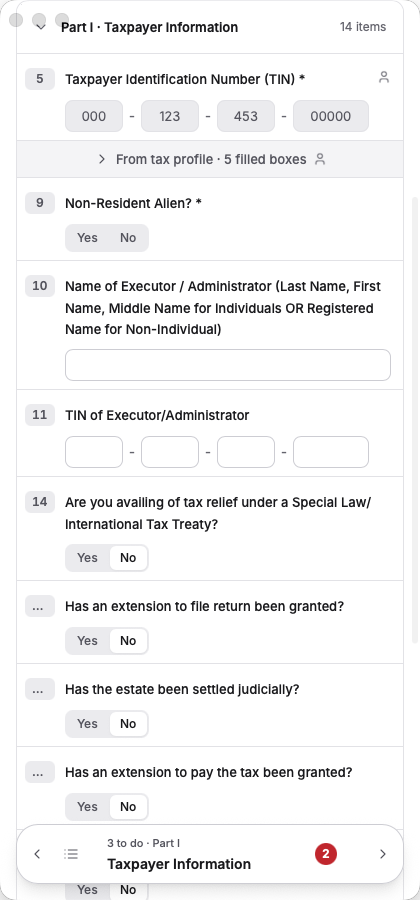 Part I · Taxpayer Information
14 items
5
Taxpayer Identification Number (TIN) *
000 - 123 - 453 - 00000
From tax profile · 5 filled boxes
9
Non-Resident Alien? *
Yes No
10
Name of Executor / Administrator (Last Name, First
Name, Middle Name for Individuals OR Registered
Name for Non-Individual)
11
TIN of Executor/Administrator
- - -
14
Are you availing of tax relief under a Special Law/
International Tax Treaty?
Yes No
...
Has an extension to file return been granted?
Yes No
...
Has the estate been settled judicially?
Yes No
...
Has an extension to pay the tax been granted?
Yes No
3 to do · Part I
Taxpayer Information
2
Yes No